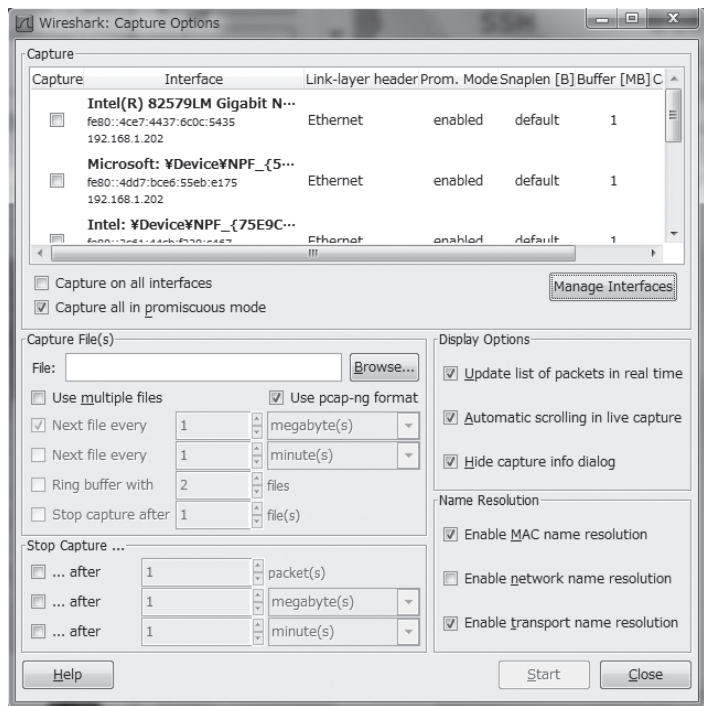 Wireshark: Capture Options
Capture
Capture Interface Link-layer header Prom. Mode Snaplen [B] Buffer [MB] C
Intel(R) 82579LM Gigabit N···
fe80::4ce7:4437:6c0c:5435
192.168.1.202
Ethernet enabled default 1
Microsoft: ¥Device¥NPF_{5···
fe80::4dd7:bce6:55eb:e175
192.168.1.202
Ethernet enabled default 1
Intel: ¥Device¥NPF_{75E9C···
Ethernet enabled default 1
Capture on all interfaces
Manage Interfaces
Capture all in promiscuous mode
Capture File(s)
File: Browse...
Use multiple files Use pcap-ng format
Next file every 1 megabyte(s)
Next file every 1 minute(s)
Ring buffer with 2 files
Stop capture after 1 file(s)
Stop Capture ...
... after 1 packet(s)
... after 1 megabyte(s)
... after 1 minute(s)
Display Options
Update list of packets in real time
Automatic scrolling in live capture
Hide capture info dialog
Name Resolution
Enable MAC name resolution
Enable network name resolution
Enable transport name resolution
Help Start Close